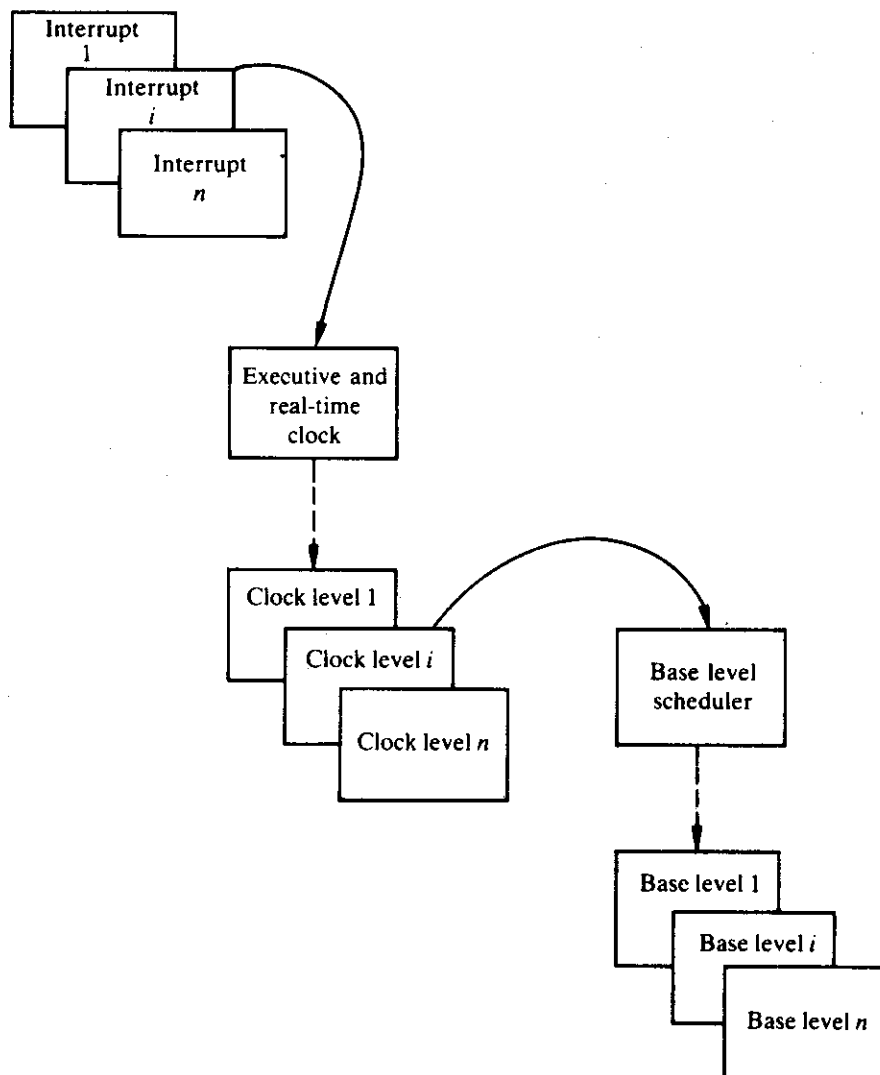 Interrupt
1
Interrupt
i
Interrupt
n
Executive and
real-time
clock
Clock level 1
Clock level i
Clock level n
Base level
scheduler
Base level 1
Base level i
Base level n